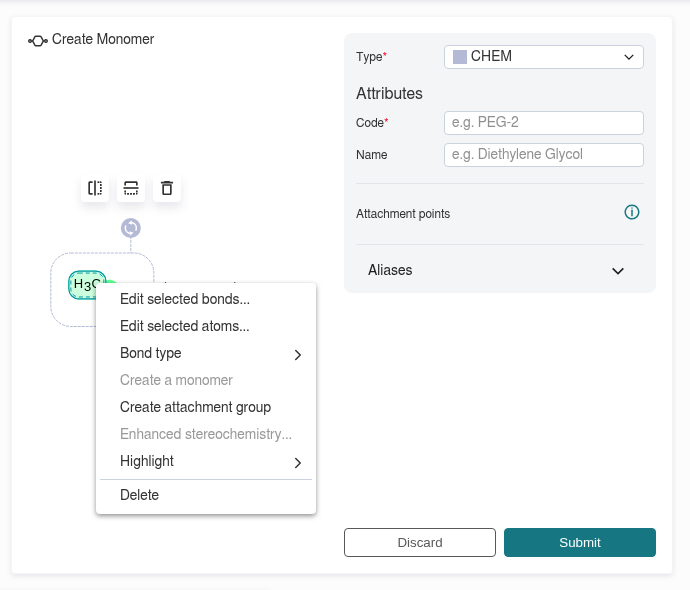 Create Monomer
Type*
CHEM
Attributes
Code*
e.g. PEG-2
Name
e.g. Diethylene Glycol
Attachment points
Aliases
H3C
Edit selected bonds...
Edit selected atoms...
Bond type
Create a monomer
Create attachment group
Enhanced stereochemistry...
Highlight
Delete
Discard
Submit